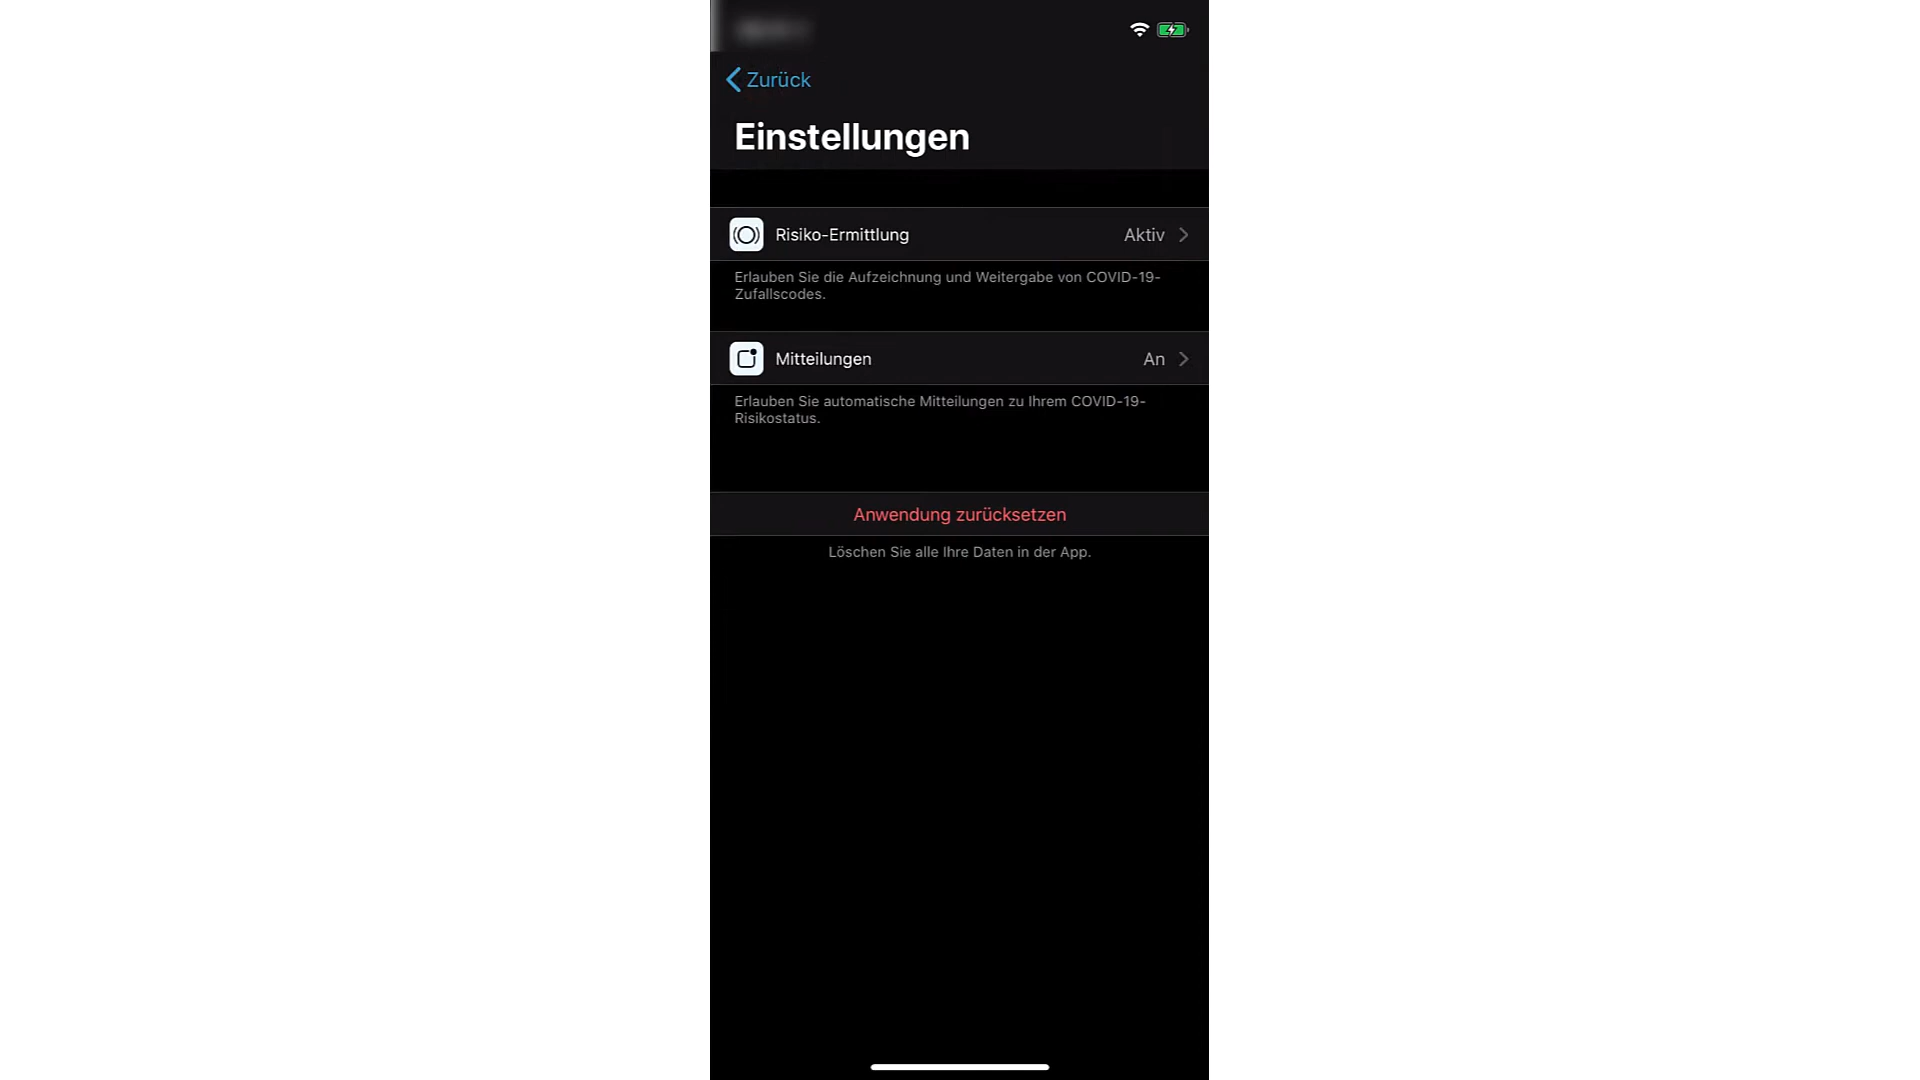 Zurück
Einstellungen
Risiko-Ermittlung Aktiv
Erlauben Sie die Aufzeichnung und Weitergabe von COVID-19-
Zufallscodes.
Mitteilungen An
Erlauben Sie automatische Mitteilungen zu Ihrem COVID-19-
Risikostatus.
Anwendung zurücksetzen
Löschen Sie alle Ihre Daten in der App.